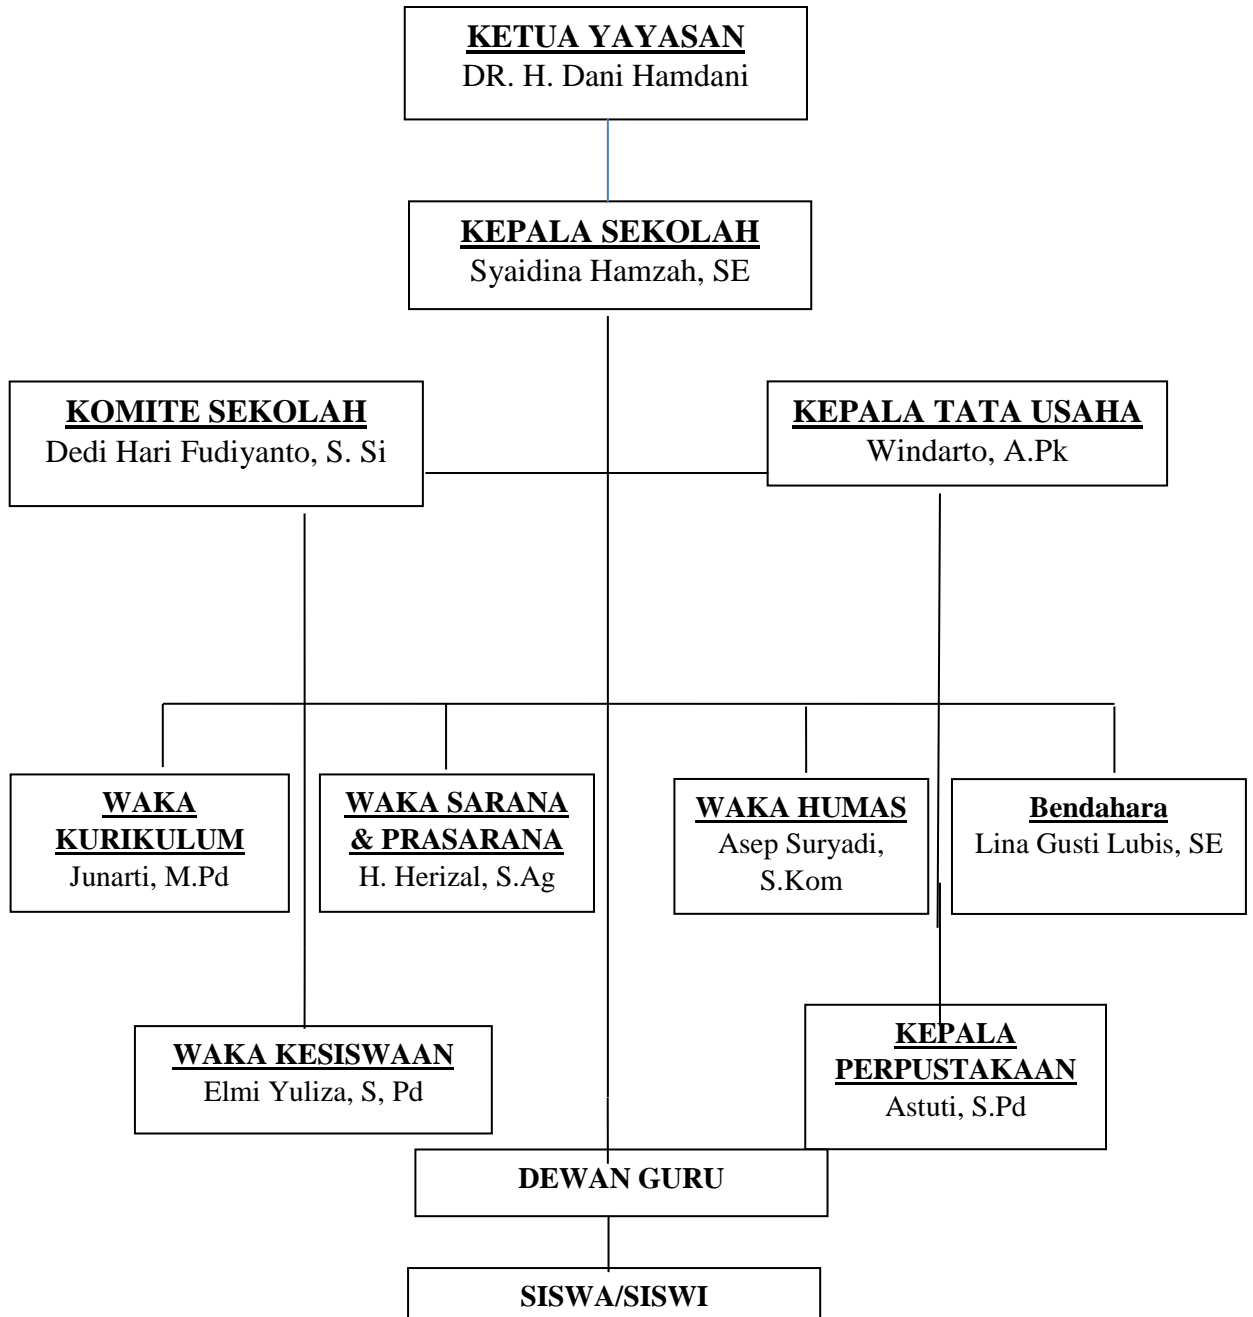 KETUA YAYASAN
DR. H. Dani Hamdani
KEPALA SEKOLAH
Syaidina Hamzah, SE
KOMITE SEKOLAH
Dedi Hari Fudiyanto, S. Si
KEPALA TATA USAHA
Windarto, A.Pk
WAKA
KURIKULUM
Junarti, M.Pd
WAKA SARANA
& PRASARANA
H. Herizal, S.Ag
WAKA HUMAS
Asep Suryadi,
S.Kom
Bendahara
Lina Gusti Lubis, SE
WAKA KESISWAAN
Elmi Yuliza, S, Pd
KEPALA
PERPUSTAKAAN
Astuti, S.Pd
DEWAN GURU
SISWA/SISWI